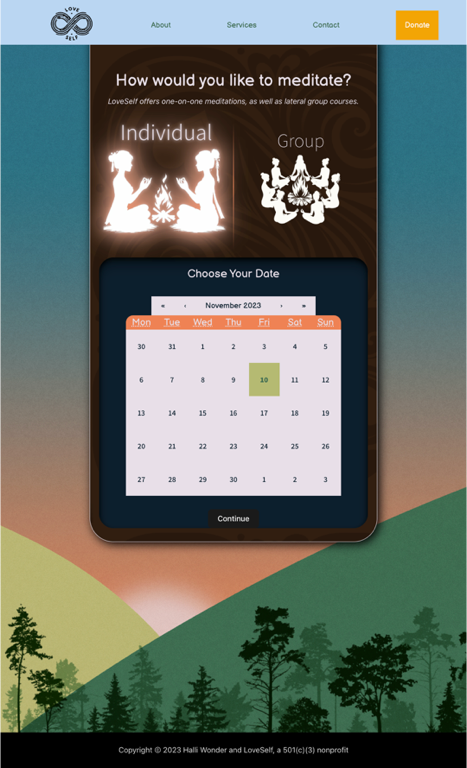 LOVE
SELF
About Services Contact Donate
How would you like to meditate?
LoveSelf offers one-on-one meditations, as well as lateral group courses.
Individual
Group
Choose Your Date
« ‹ November 2023 › »
Mon Tue Wed Thu Fri Sat Sun
30 31 1 2 3 4 5
6 7 8 9 10 11 12
13 14 15 16 17 18 19
20 21 22 23 24 25 26
27 28 29 30 1 2 3
Continue
Copyright © 2023 Halli Wonder and LoveSelf, a 501(c)(3) nonprofit